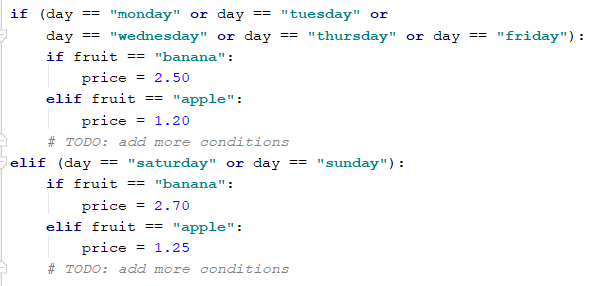 if (day == "monday" or day == "tuesday" or
day == "wednesday" or day == "thursday" or day == "friday"):
if fruit == "banana":
price = 2.50
elif fruit == "apple":
price = 1.20
# TODO: add more conditions
elif (day == "saturday" or day == "sunday"):
if fruit == "banana":
price = 2.70
elif fruit == "apple":
price = 1.25
# TODO: add more conditions